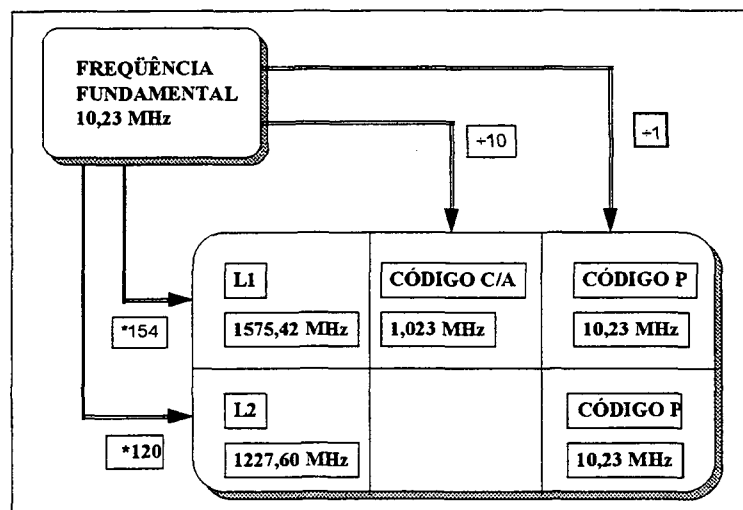 FREQÜÊNCIA
FUNDAMENTAL
10,23 MHz
÷10
÷1
L1
CÓDIGO C/A
CÓDIGO P
*154
1575,42 MHz
1,023 MHz
10,23 MHz
L2
CÓDIGO P
*120
1227,60 MHz
10,23 MHz